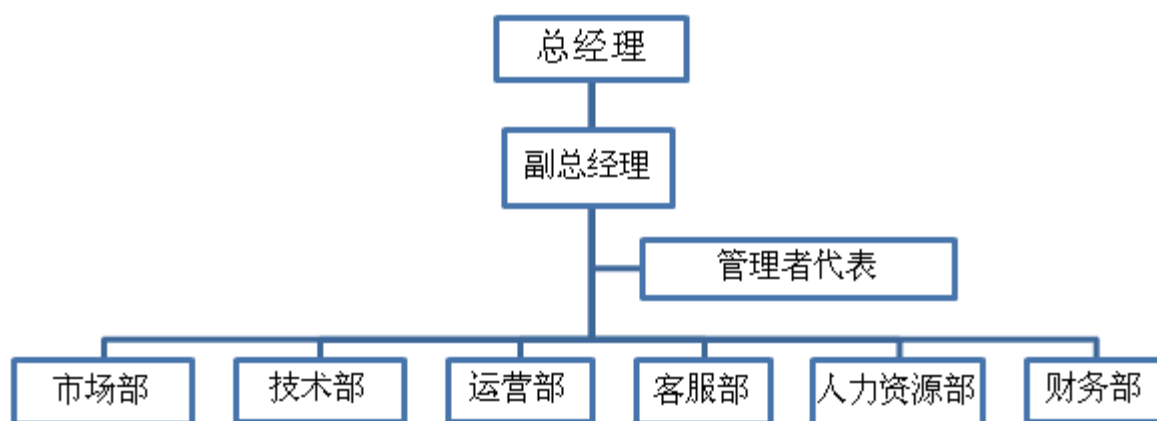 总经理
副总经理
管理者代表
市场部
技术部
运营部
客服部
人力资源部
财务部